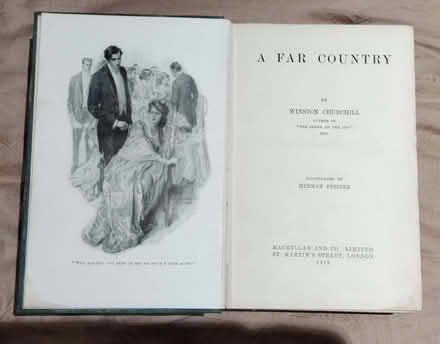 A FAR COUNTRY
BY
WINSTON CHURCHILL
AUTHOR OF
"THE INSIDE OF THE CUP,"
ETC.
ILLUSTRATED BY
HERMAN PFEIFER
MACMILLAN AND CO. LIMITED
ST. MARTIN'S STREET, LONDON
1915